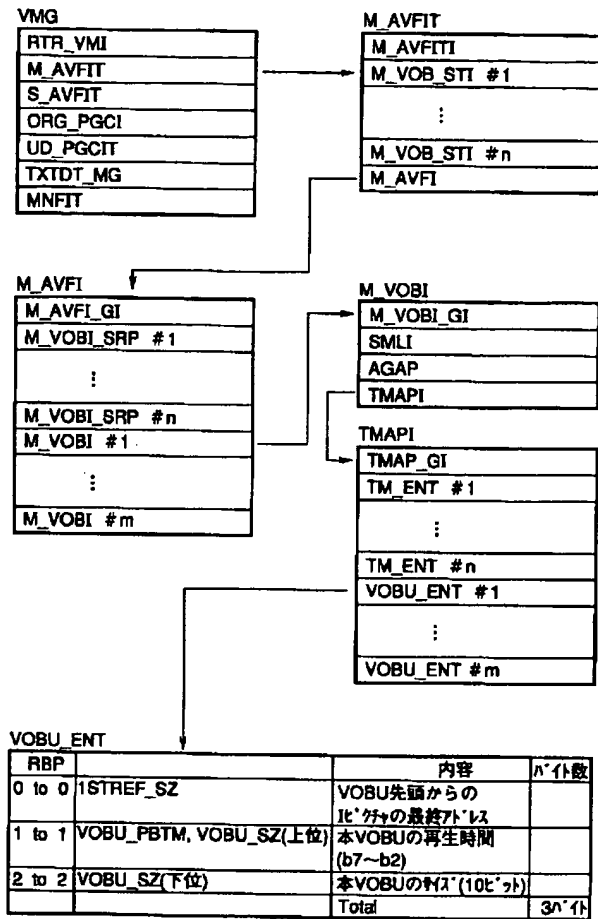 VMG
RTR_VMI
M_AVFIT
S_AVFIT
ORG_PGCI
UD_PGCIT
TXTDT_MG
MNFIT
M_AVFIT
M_AVFITI
M_VOB_STI #1
⋮
M_VOB_STI #n
M_AVFI
M_AVFI
M_AVFI_GI
M_VOBI_SRP #1
⋮
M_VOBI_SRP #n
M_VOBI #1
⋮
M_VOBI #m
M_VOBI
M_VOBI_GI
SMLI
AGAP
TMAPI
TMAPI
TMAP_GI
TM_ENT #1
⋮
TM_ENT #n
VOBU_ENT #1
⋮
VOBU_ENT #m
VOBU_ENT
RBP 内容 バイト数
0 to 0 1STREF_SZ VOBU先頭からの
Iピクチャの最終アドレス
1 to 1 VOBU_PBTM, VOBU_SZ(上位) 本VOBUの再生時間
(b7～b2)
2 to 2 VOBU_SZ(下位) 本VOBUのサイズ(10ビット)
Total 3バイト